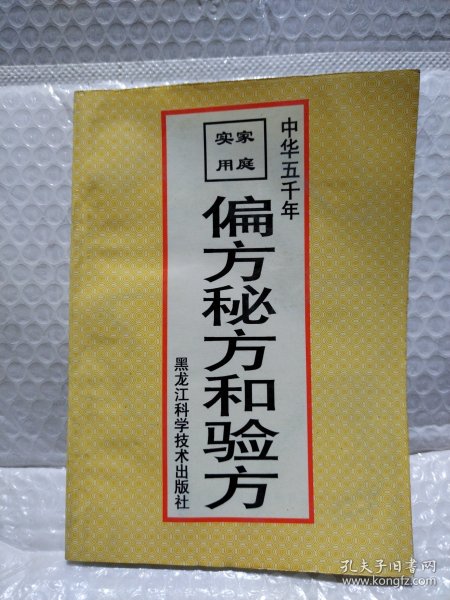 中华五千年
家庭
实用
偏方秘方和验方
黑龙江科学技术出版社
孔夫子旧书网
www.kongfz.com